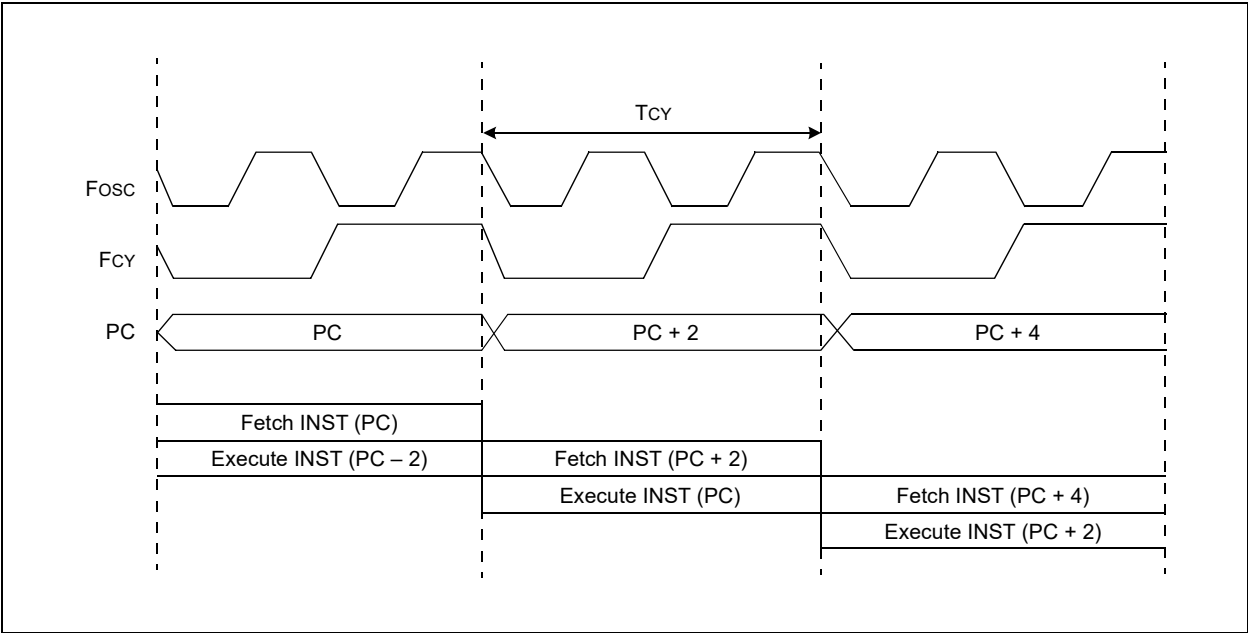 TCY
FOSC
FCY
PC
PC
PC + 2
PC + 4
Fetch INST (PC)
Execute INST (PC – 2)
Fetch INST (PC + 2)
Execute INST (PC)
Fetch INST (PC + 4)
Execute INST (PC + 2)